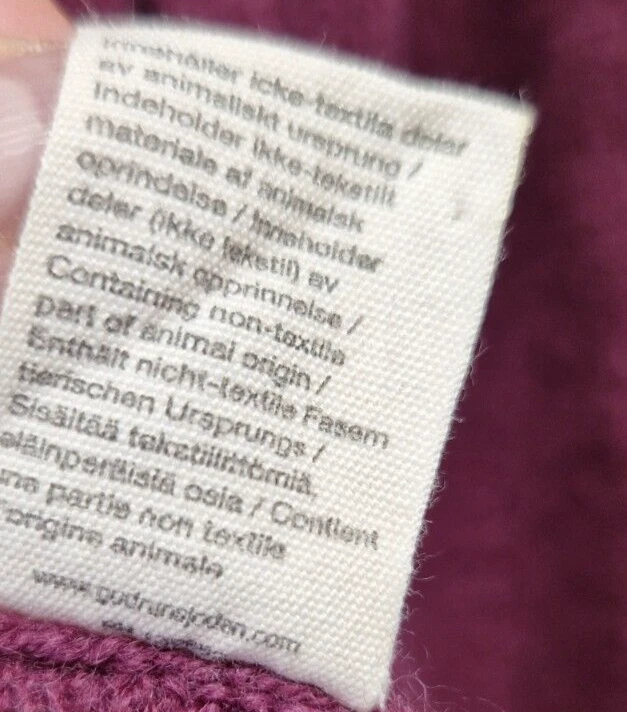 Innehåller icke-textila delar
av animaliskt ursprung /
Indeholder ikke-tekstilt
materiale af animalsk
oprindelse / Inneholder
deler (ikke tekstil) av
animalsk opprinnelse /
Containing non-textile
part of animal origin /
Enthält nicht-textile Fasern
tierischen Ursprungs /
Sisältää tekstiilittömiä,
eläinperäisiä osia / Contient
une partie non textile
d'origine animale
www.gudrunsjoden.com